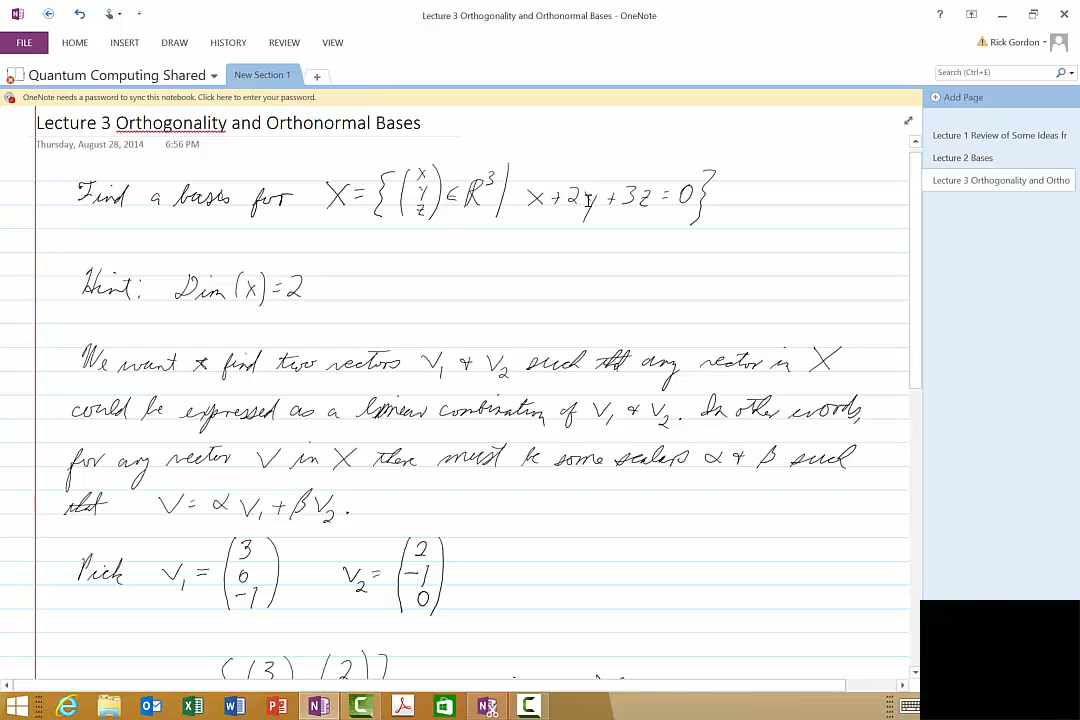 Lecture 3 Orthogonality and Orthonormal Bases - OneNote
?
FILE HOME INSERT DRAW HISTORY REVIEW VIEW
Rick Gordon
Quantum Computing Shared New Section 1 +
Search (Ctrl+E)
OneNote needs a password to sync this notebook. Click here to enter your password.
Add Page
Lecture 1 Review of Some Ideas fr
Lecture 2 Bases
Lecture 3 Orthogonality and Ortho
Lecture 3 Orthogonality and Orthonormal Bases
Thursday, August 28, 2014 6:56 PM
Find a basis for X = { (x y z) ∈ ℝ³ | x + 2y + 3z = 0 }
Hint: Dim (X) = 2
We want to find two vectors V₁ & V₂ such that any vector in X
could be expressed as a linear combination of V₁ & V₂. In other words,
for any vector V in X there must be some scalars α & β such
that V = α V₁ + β V₂.
Pick V₁ = (3 0 -1) V₂ = (2 -1 0)
{ (3) (2) }